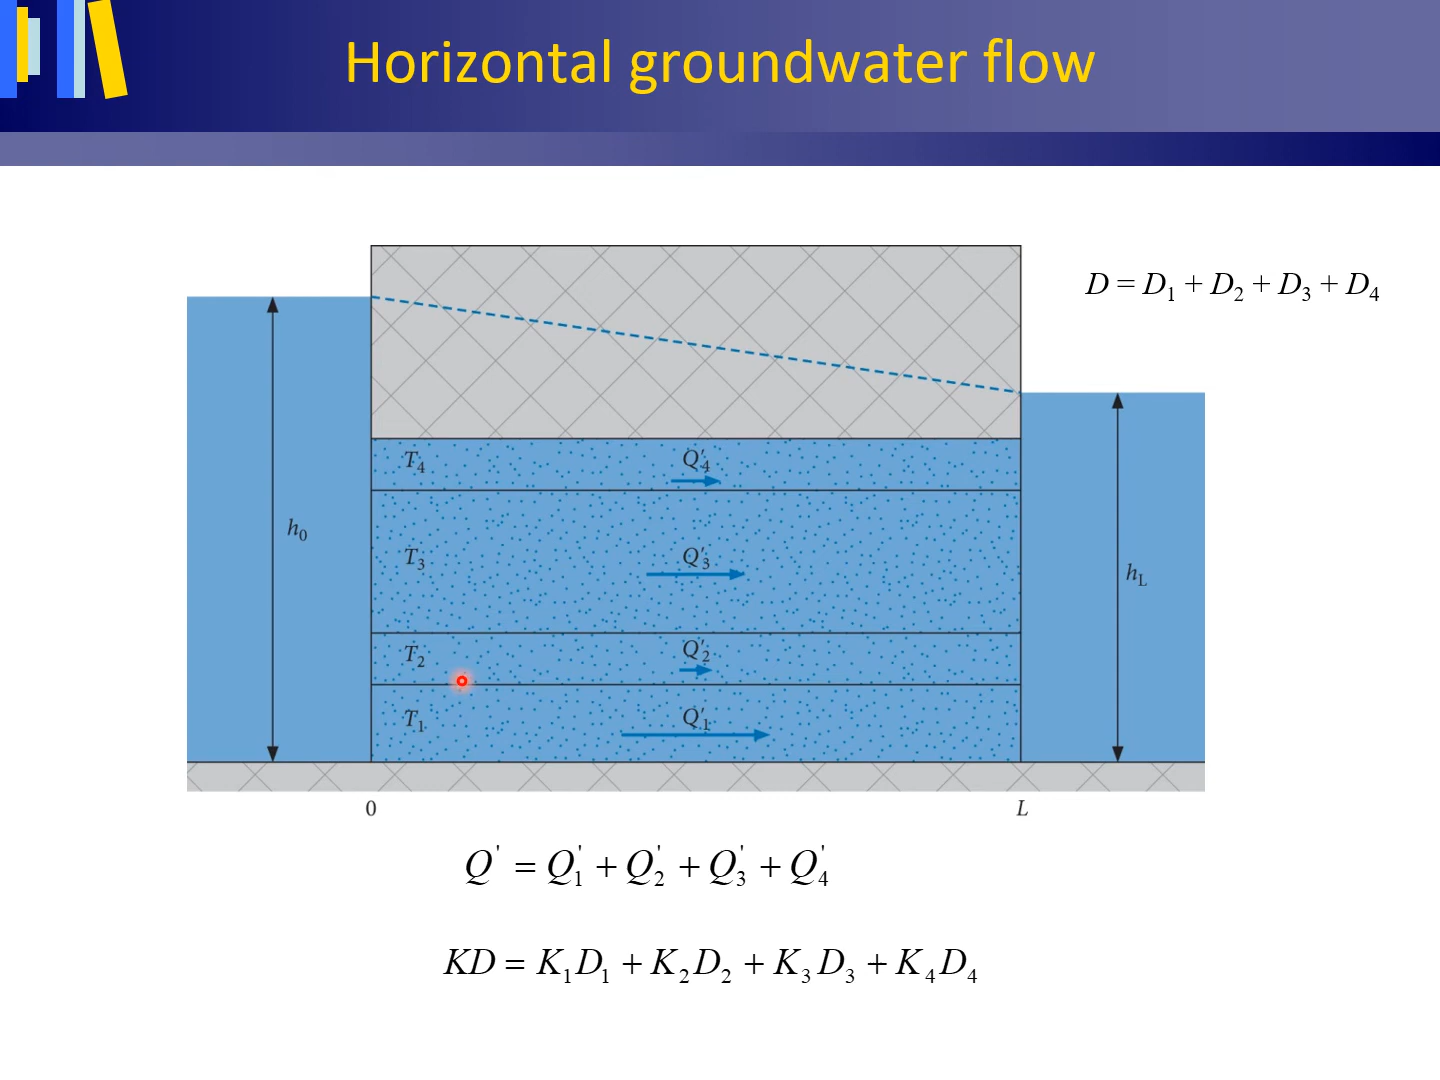 Horizontal groundwater flow
D = D₁ + D₂ + D₃ + D₄
T₄ Q'₄
h₀
T₃ Q'₃
h_L
T₂ Q'₂
T₁ Q'₁
0 L
Q' = Q'₁ + Q'₂ + Q'₃ + Q'₄
KD = K₁D₁ + K₂D₂ + K₃D₃ + K₄D₄